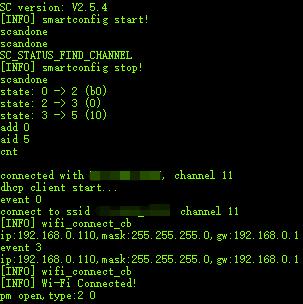 SC version: V2.5.4
[INFO] smartconfig start!
scandone
scandone
SC_STATUS_FIND_CHANNEL
[INFO] smartconfig stop!
scandone
state: 0 -> 2 (b0)
state: 2 -> 3 (0)
state: 3 -> 5 (10)
add 0
aid 5
cnt
connected with , channel 11
dhcp client start...
event 0
connect to ssid channel 11
[INFO] wifi_connect_cb
ip:192.168.0.110,mask:255.255.255.0,gw:192.168.0.1
event 3
ip:192.168.0.110,mask:255.255.255.0,gw:192.168.0.1
[INFO] wifi_connect_cb
[INFO] Wi-Fi Connected!
pm open,type:2 0